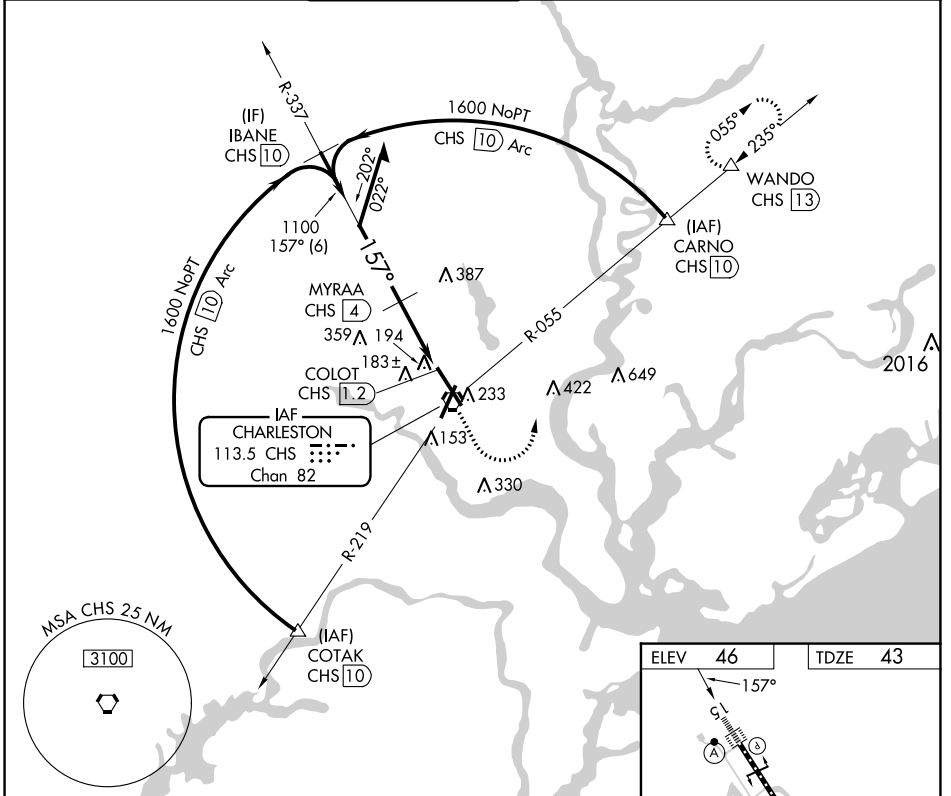 R-337
(IF)
IBANE
CHS 10
1600 NoPT
CHS 10 Arc
055°
235°
WANDO
CHS 13
202°
022°
1100
157° (6)
(IAF)
CARNO
CHS 10
157°
1600 NoPT
CHS 10 Arc
MYRAA
CHS 4
387
R-055
359 194
183±
2016
COLOT
CHS 1.2
233
422
649
IAF
CHARLESTON
113.5 CHS
Chan 82
153
330
R-219
MSA CHS 25 NM
3100
(IAF)
COTAK
CHS 10
ELEV 46
TDZE 43
157°
15
A
P